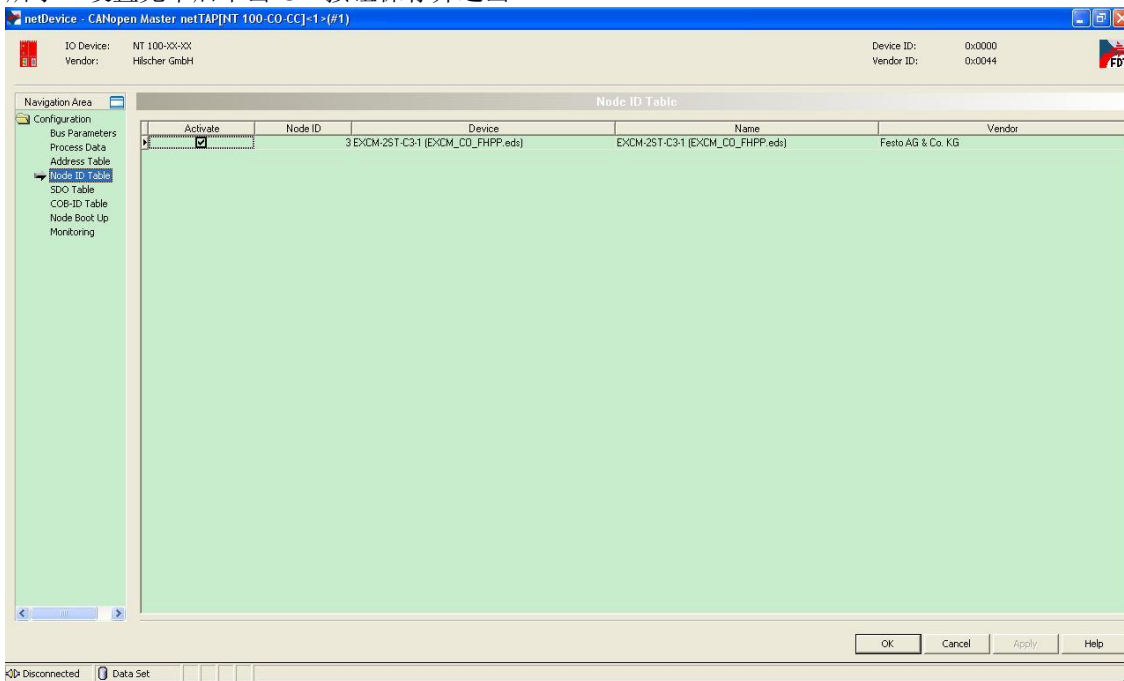 netDevice - CANopen Master netTAP[NT 100-CO-CC]<1>(#1)
IO Device: NT 100-XX-XX
Vendor: Hilscher GmbH
Device ID: 0x0000
Vendor ID: 0x0044
FDT
Navigation Area
Configuration
Bus Parameters
Process Data
Address Table
Node ID Table
SDO Table
COB-ID Table
Node Boot Up
Monitoring
Node ID Table
Activate Node ID Device Name Vendor
3 EXCM-2ST-C3-1 (EXCM_CO_FHPP.eds) EXCM-2ST-C3-1 (EXCM_CO_FHPP.eds) Festo AG & Co. KG
OK Cancel Apply Help
Disconnected Data Set